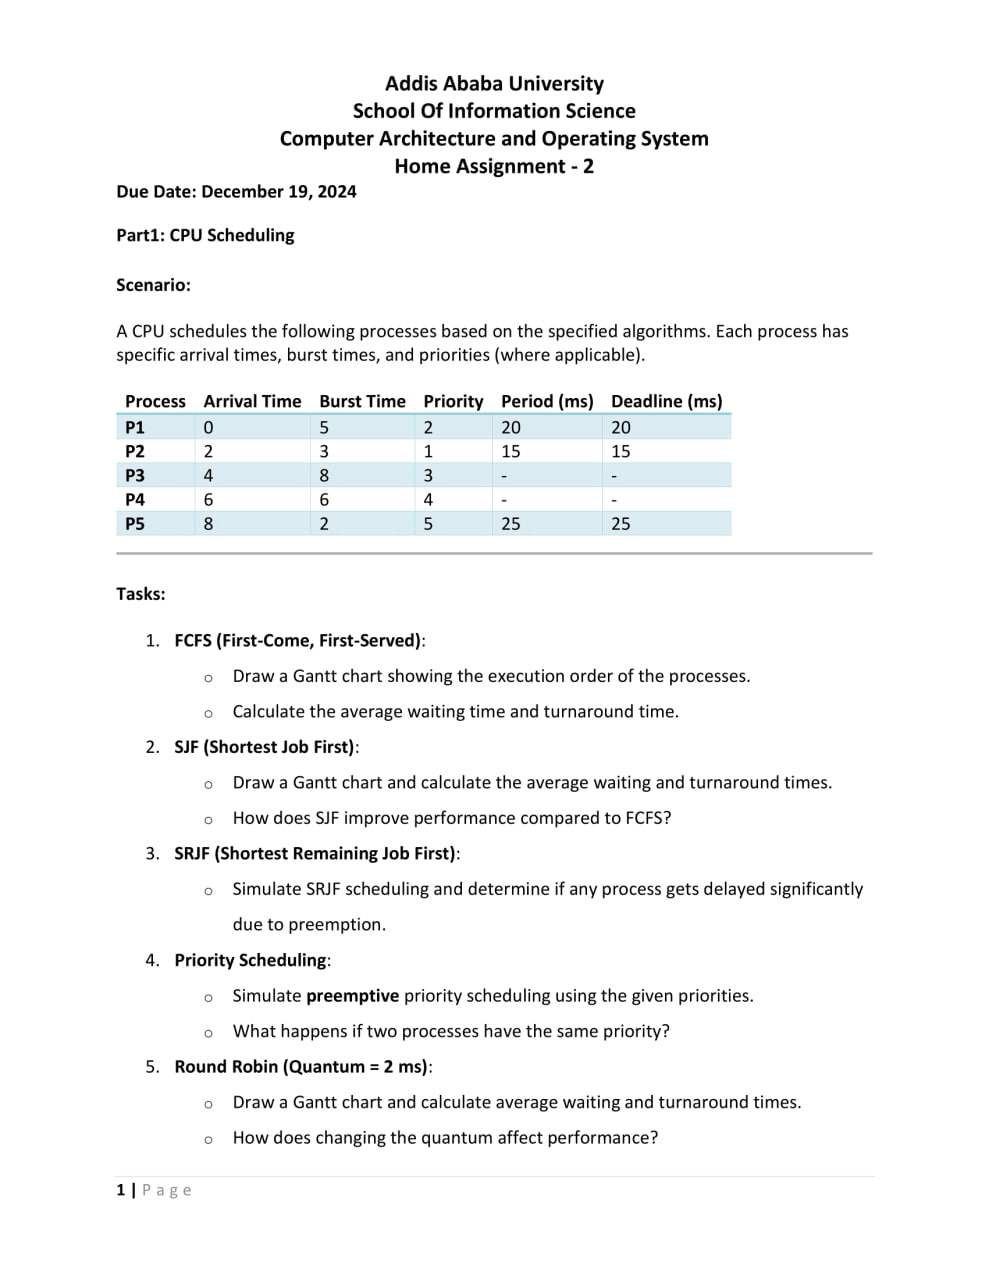 Addis Ababa University
School Of Information Science
Computer Architecture and Operating System
Home Assignment - 2
Due Date: December 19, 2024
Part1: CPU Scheduling
Scenario:
A CPU schedules the following processes based on the specified algorithms. Each process has
specific arrival times, burst times, and priorities (where applicable).
Process Arrival Time Burst Time Priority Period (ms) Deadline (ms)
P1 0 5 2 20 20
P2 2 3 1 15 15
P3 4 8 3 - -
P4 6 6 4 - -
P5 8 2 5 25 25
Tasks:
1. FCFS (First-Come, First-Served):
o Draw a Gantt chart showing the execution order of the processes.
o Calculate the average waiting time and turnaround time.
2. SJF (Shortest Job First):
o Draw a Gantt chart and calculate the average waiting and turnaround times.
o How does SJF improve performance compared to FCFS?
3. SRJF (Shortest Remaining Job First):
o Simulate SRJF scheduling and determine if any process gets delayed significantly
due to preemption.
4. Priority Scheduling:
o Simulate preemptive priority scheduling using the given priorities.
o What happens if two processes have the same priority?
5. Round Robin (Quantum = 2 ms):
o Draw a Gantt chart and calculate average waiting and turnaround times.
o How does changing the quantum affect performance?
1 | Page